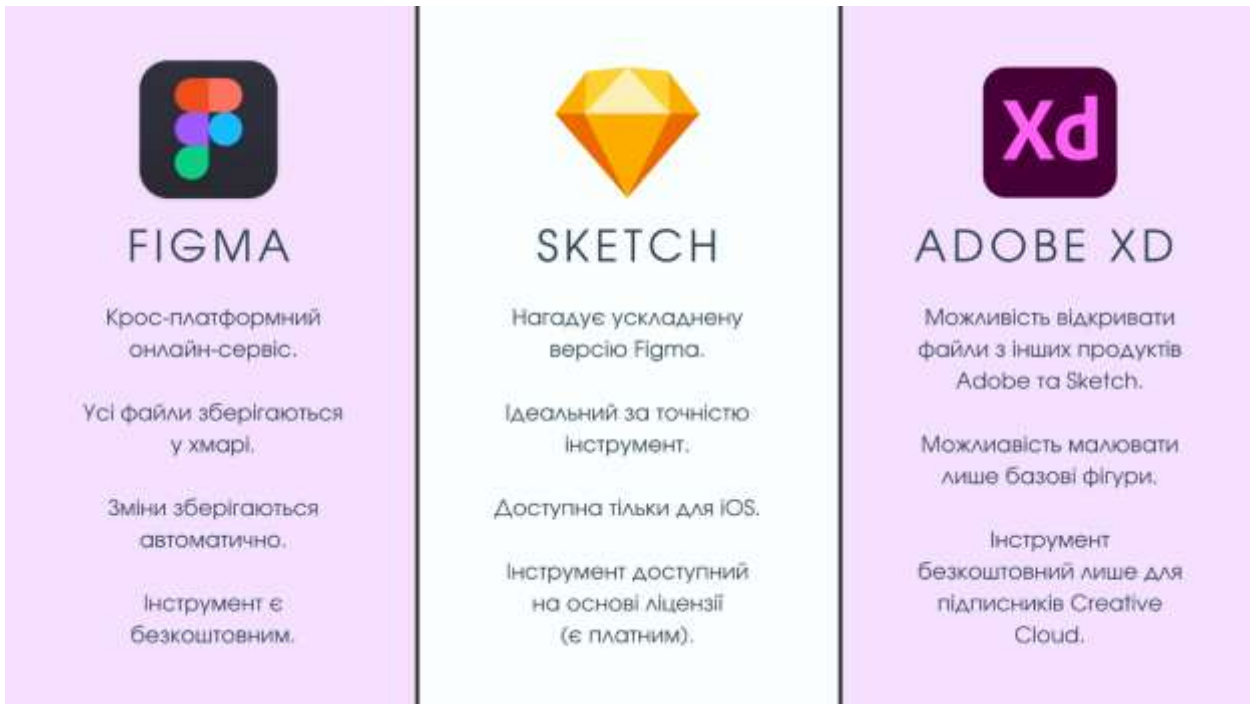 Xd
FIGMA
Крос-платформний
онлайн-сервіс.
Усі файли зберігаються
у хмарі.
Зміни зберігаються
автоматично.
Інструмент є
безкоштовним.
SKETCH
Нагадує ускладнену
версію Figma.
Ідеальний за точністю
інструмент.
Доступна тільки для iOS.
Інструмент доступний
на основі ліцензії
(є платним).
ADOBE XD
Можливість відкривати
файли з інших продуктів
Adobe та Sketch.
Можлиавість малювати
лише базові фігури.
Інструмент
безкоштовний лише для
підписників Creative
Cloud.